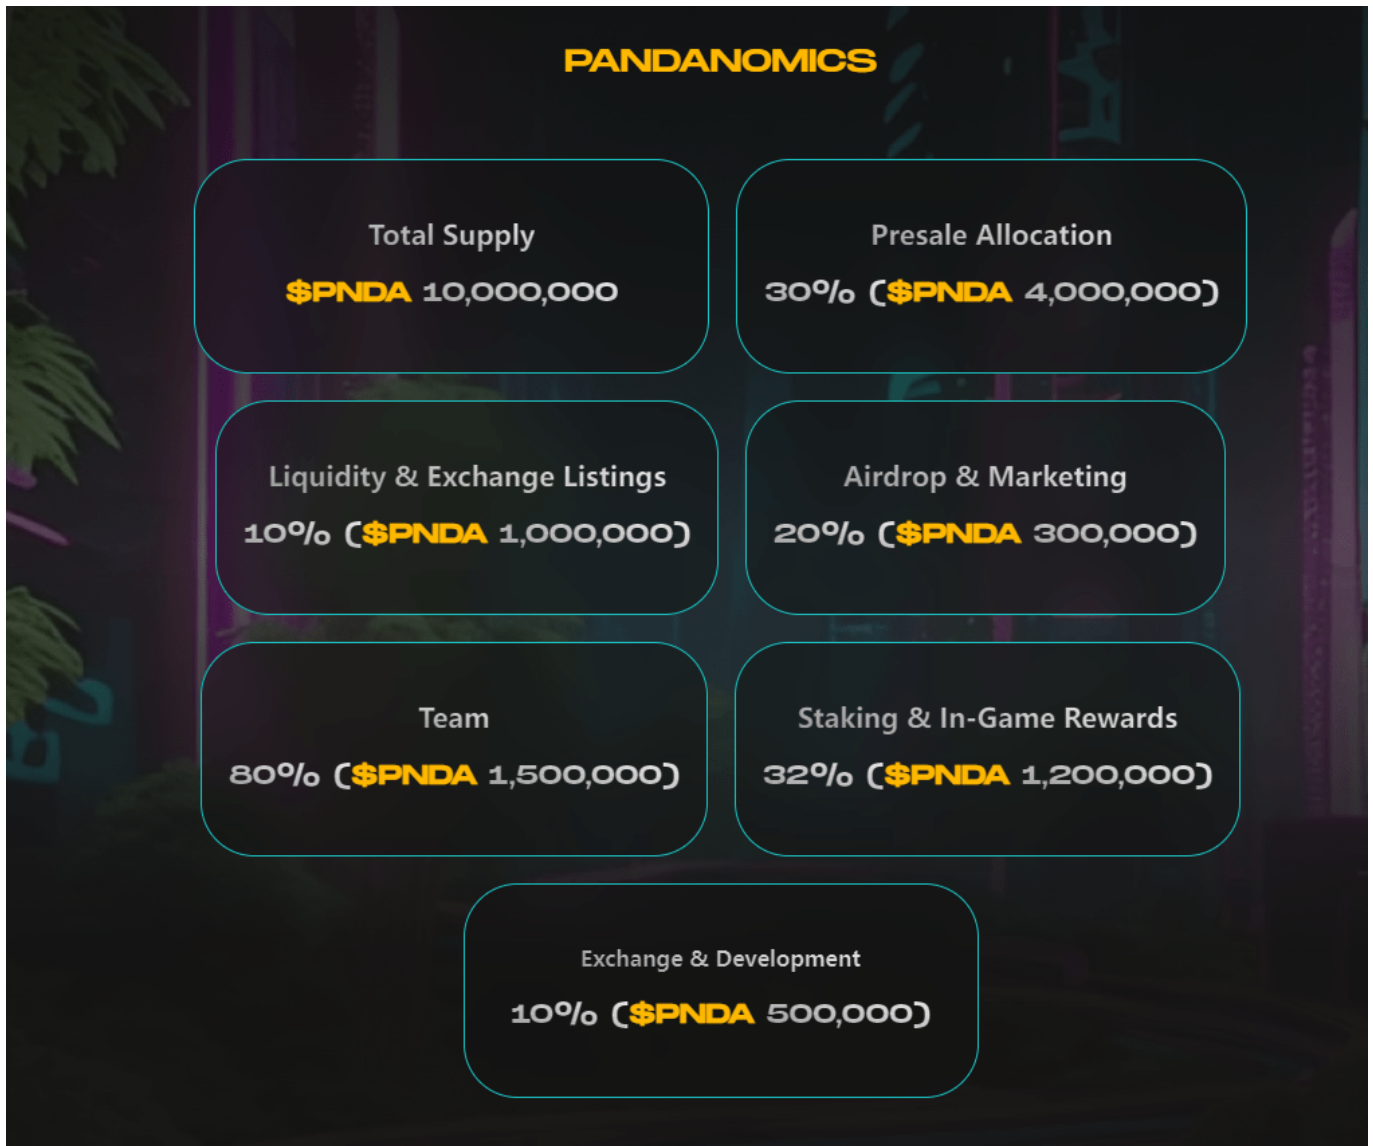 PANDANOMICS
Total Supply
$PNDA 10,000,000
Presale Allocation
30% ($PNDA 4,000,000)
Liquidity & Exchange Listings
10% ($PNDA 1,000,000)
Airdrop & Marketing
20% ($PNDA 300,000)
Team
80% ($PNDA 1,500,000)
Staking & In-Game Rewards
32% ($PNDA 1,200,000)
Exchange & Development
10% ($PNDA 500,000)